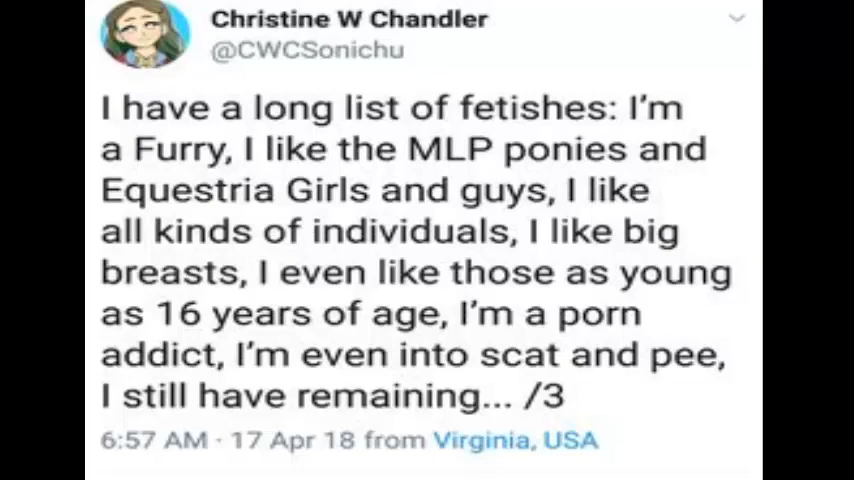 Christine W Chandler
@CWCSonichu
I have a long list of fetishes: I'm
a Furry, I like the MLP ponies and
Equestria Girls and guys, I like
all kinds of individuals, I like big
breasts, I even like those as young
as 16 years of age, I'm a porn
addict, I'm even into scat and pee,
I still have remaining... /3
6:57 AM · 17 Apr 18 from Virginia, USA